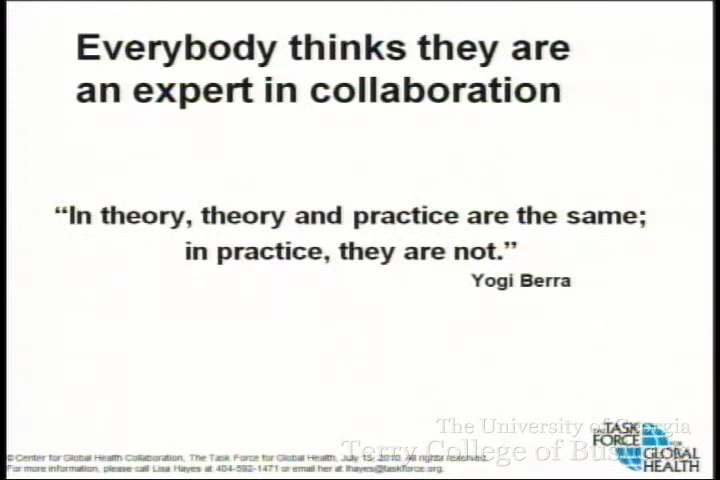 Everybody thinks they are
an expert in collaboration
“In theory, theory and practice are the same;
in practice, they are not.”
Yogi Berra
The University of Georgia
Terry College of Business
THE TASK
FORCE FOR
GLOBAL
HEALTH
©Center for Global Health Collaboration, The Task Force for Global Health, July 15, 2010. All rights reserved.
For more information, please call Lisa Hayes at 404-592-1471 or email her at lhayes@taskforce.org.